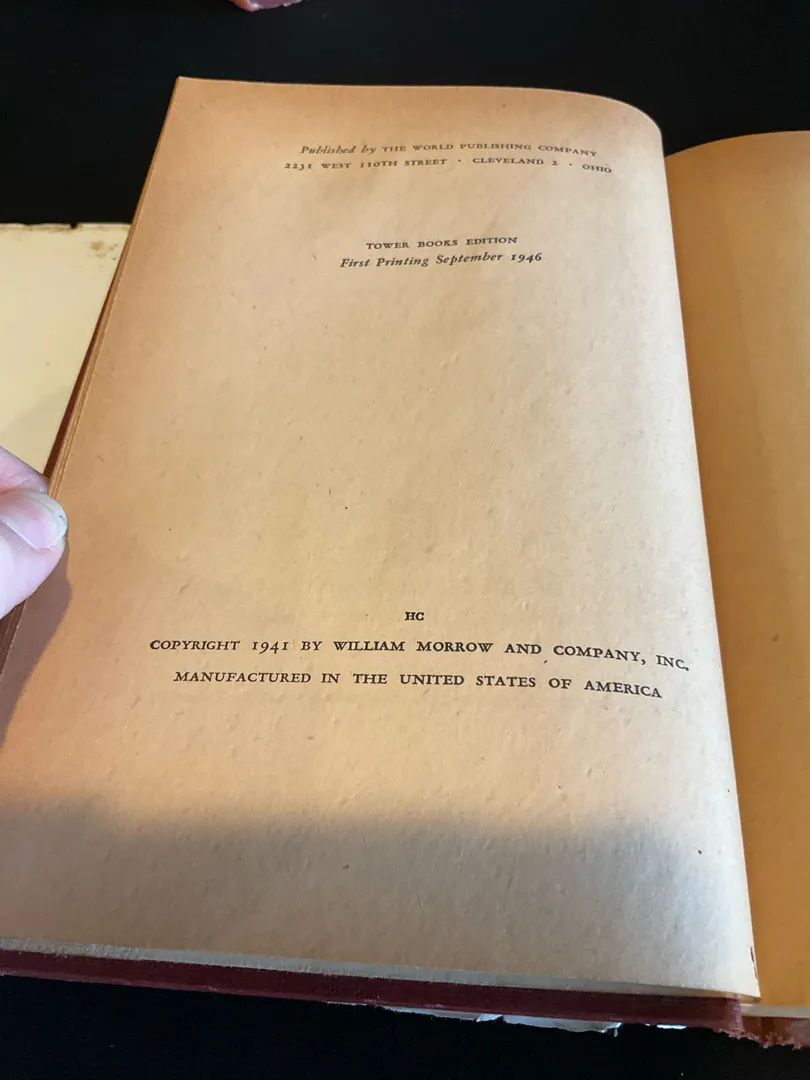 Published by THE WORLD PUBLISHING COMPANY
2231 WEST 110TH STREET · CLEVELAND 2 · OHIO
TOWER BOOKS EDITION
First Printing September 1946
HC
COPYRIGHT 1941 BY WILLIAM MORROW AND COMPANY, INC.
MANUFACTURED IN THE UNITED STATES OF AMERICA